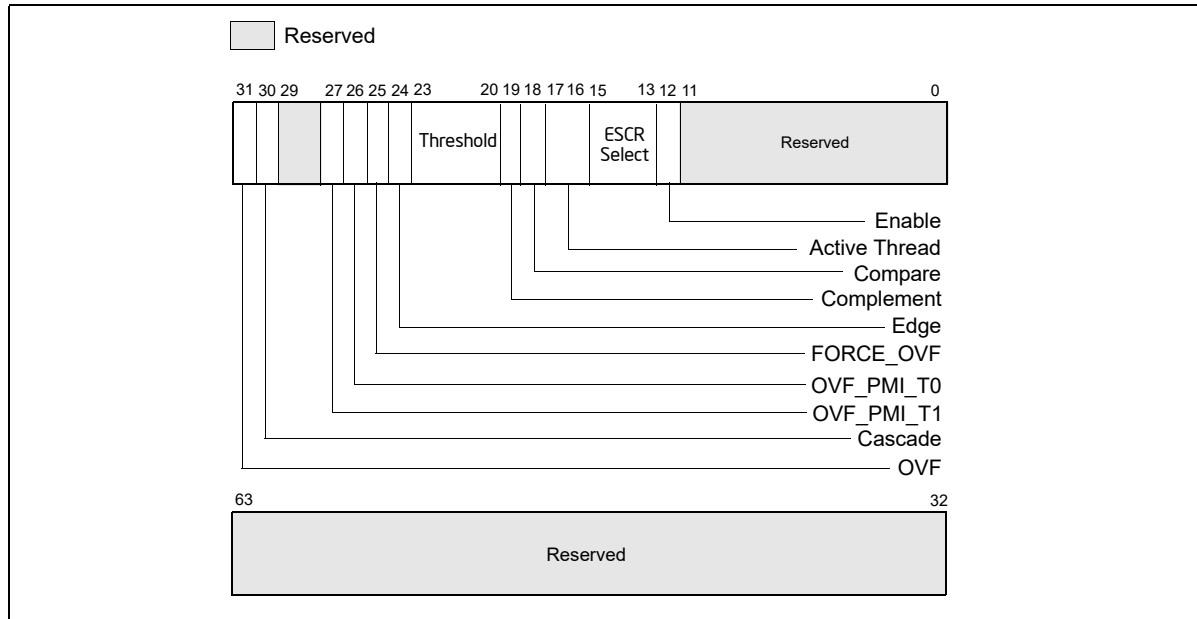 Reserved
31 30 29 27 26 25 24 23 20 19 18 17 16 15 13 12 11 0
Threshold
ESCR
Select
Reserved
Enable
Active Thread
Compare
Complement
Edge
FORCE_OVF
OVF_PMI_T0
OVF_PMI_T1
Cascade
OVF
63 32
Reserved